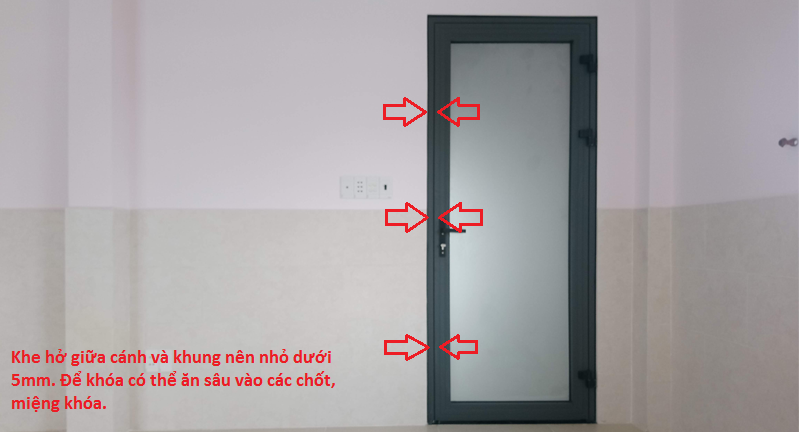 Khe hở giữa cánh và khung nên nhỏ dưới
5mm. Để khóa có thể ăn sâu vào các chốt,
miệng khóa.